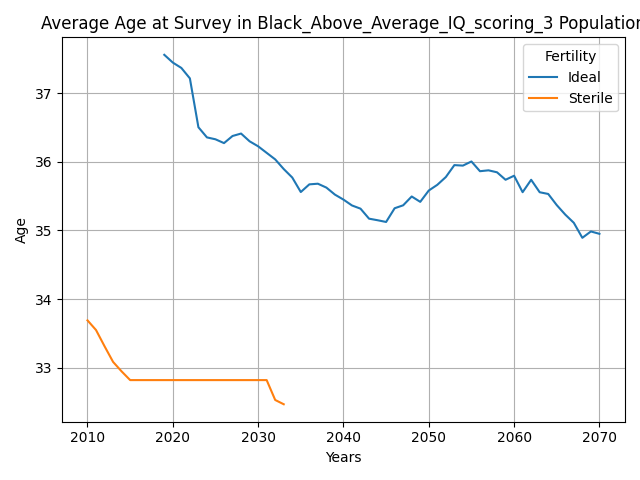 Average Age at Survey in Black_Above_Average_IQ_scoring_3 Population
Fertility
Ideal
Sterile
37
36
35
34
33
Age
2010 2020 2030 2040 2050 2060 2070
Years